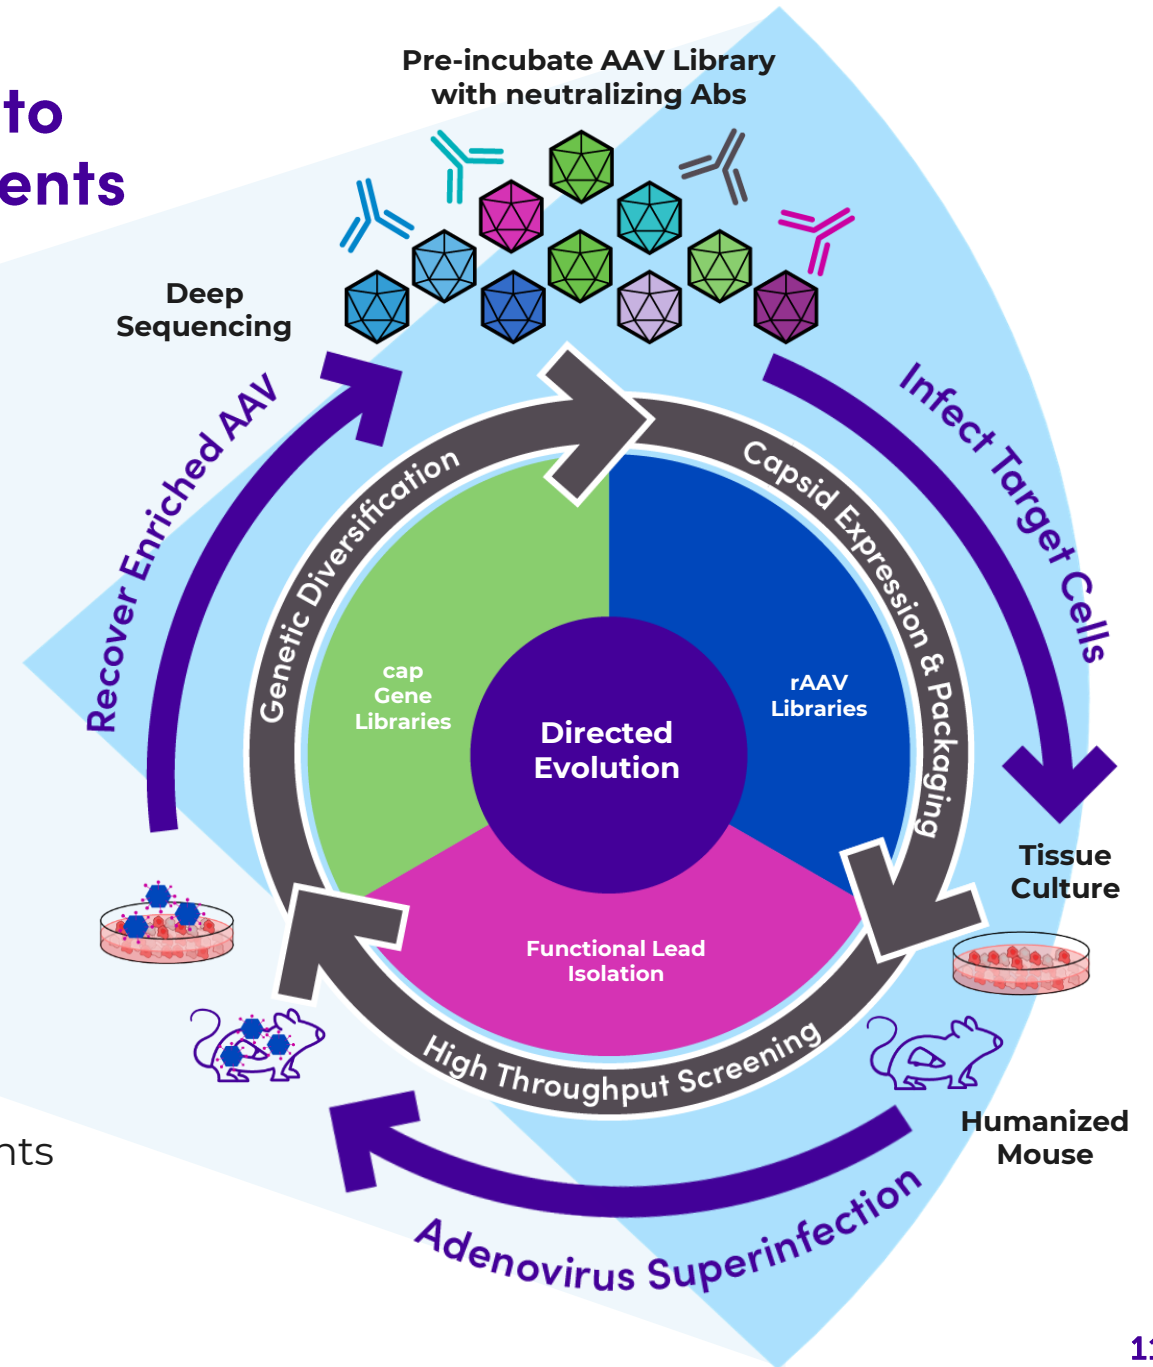 to
ents
Pre-incubate AAV Library
with neutralizing Abs
Deep
Sequencing
Infect Target Cells
Recover Enriched AAV
Genetic Diversification
Capsid Expression & Packaging
cap
Gene
Libraries
rAAV
Libraries
Directed
Evolution
Functional Lead
Isolation
High Throughput Screening
Tissue
Culture
Humanized
Mouse
Adenovirus Superinfection
nts
11